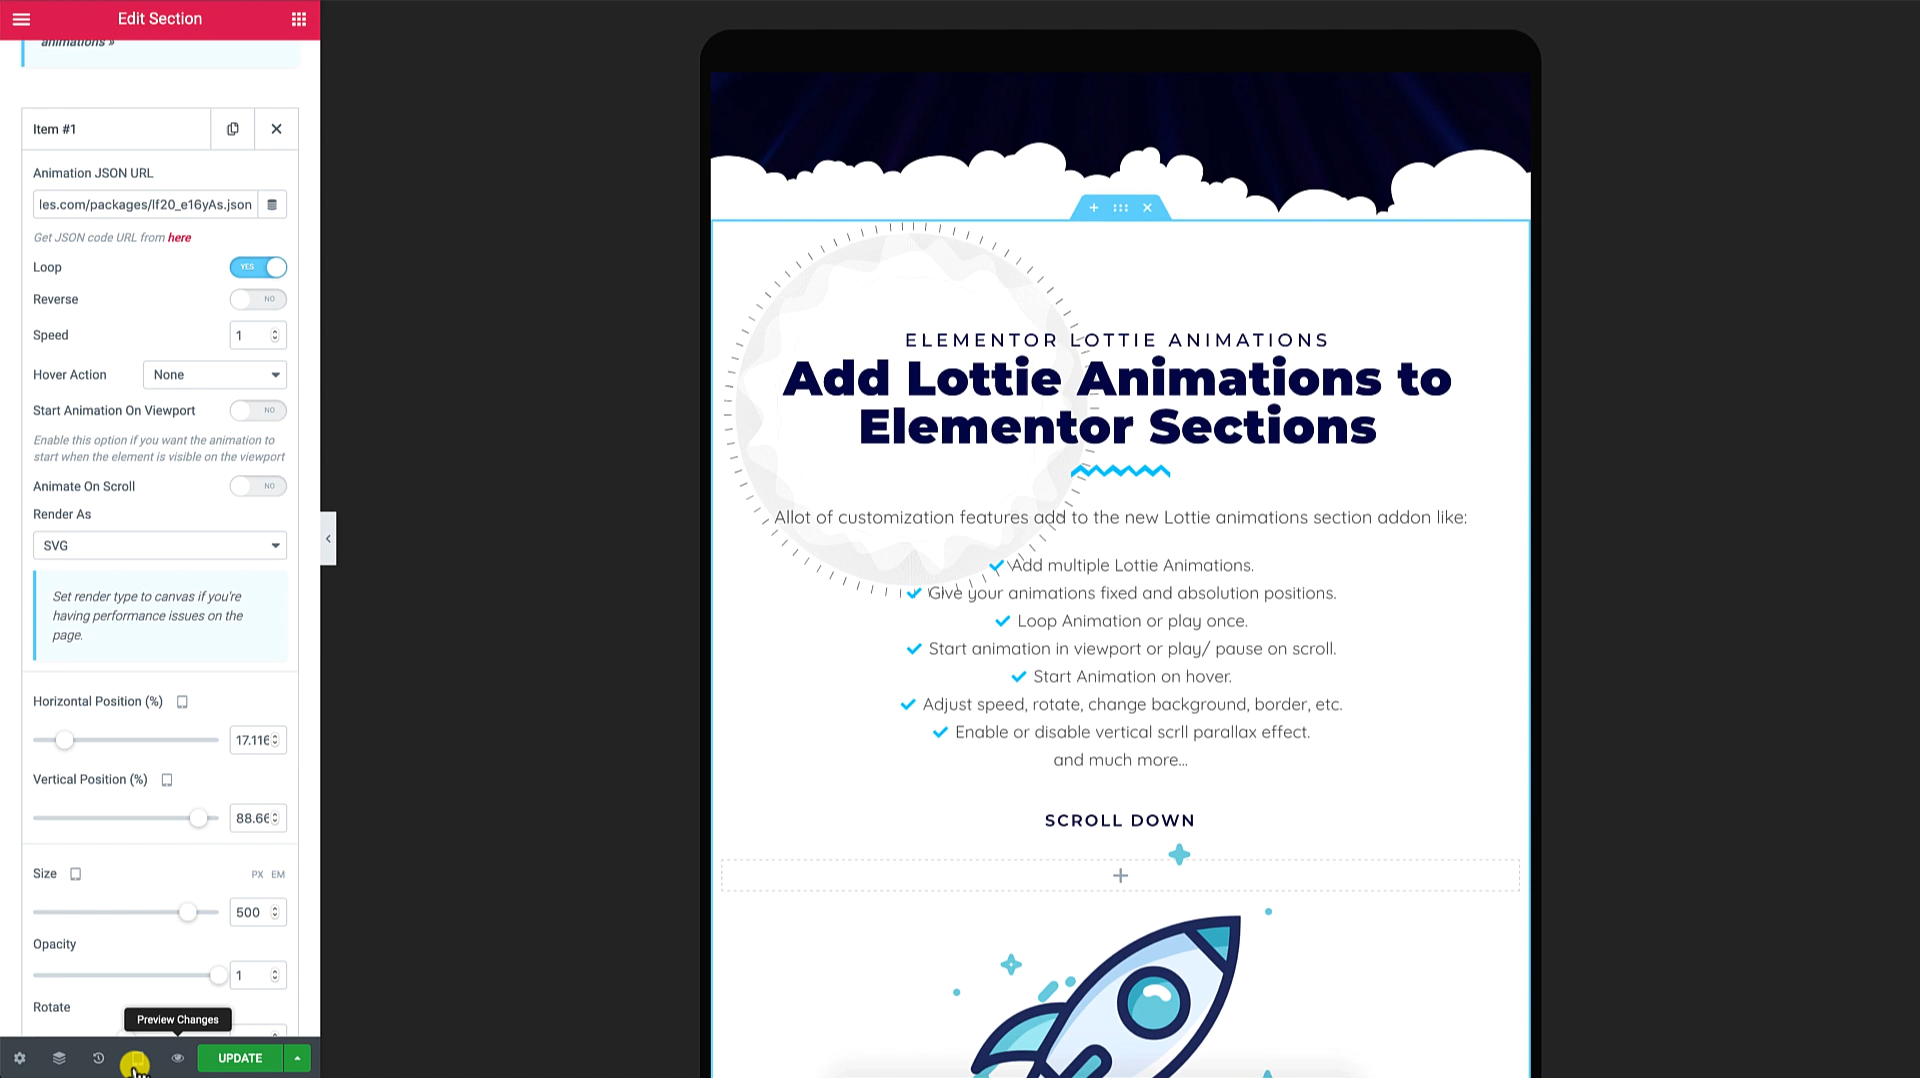 Edit Section
animations »
Item #1
Animation JSON URL
les.com/packages/lf20_e16yAs.json
Get JSON code URL from here
Loop
YES
Reverse
NO
Speed
1
Hover Action
None
Start Animation On Viewport
NO
Enable this option if you want the animation to
start when the element is visible on the viewport
Animate On Scroll
NO
Render As
SVG
Set render type to canvas if you're
having performance issues on the
page.
Horizontal Position (%)
17.116
Vertical Position (%)
88.66
Size
PX EM
500
Opacity
1
Rotate
Preview Changes
UPDATE
ELEMENTOR LOTTIE ANIMATIONS
Add Lottie Animations to
Elementor Sections
Allot of customization features add to the new Lottie animations section addon like:
Add multiple Lottie Animations.
Give your animations fixed and absolution positions.
Loop Animation or play once.
Start animation in viewport or play/ pause on scroll.
Start Animation on hover.
Adjust speed, rotate, change background, border, etc.
Enable or disable vertical scrll parallax effect.
and much more...
SCROLL DOWN